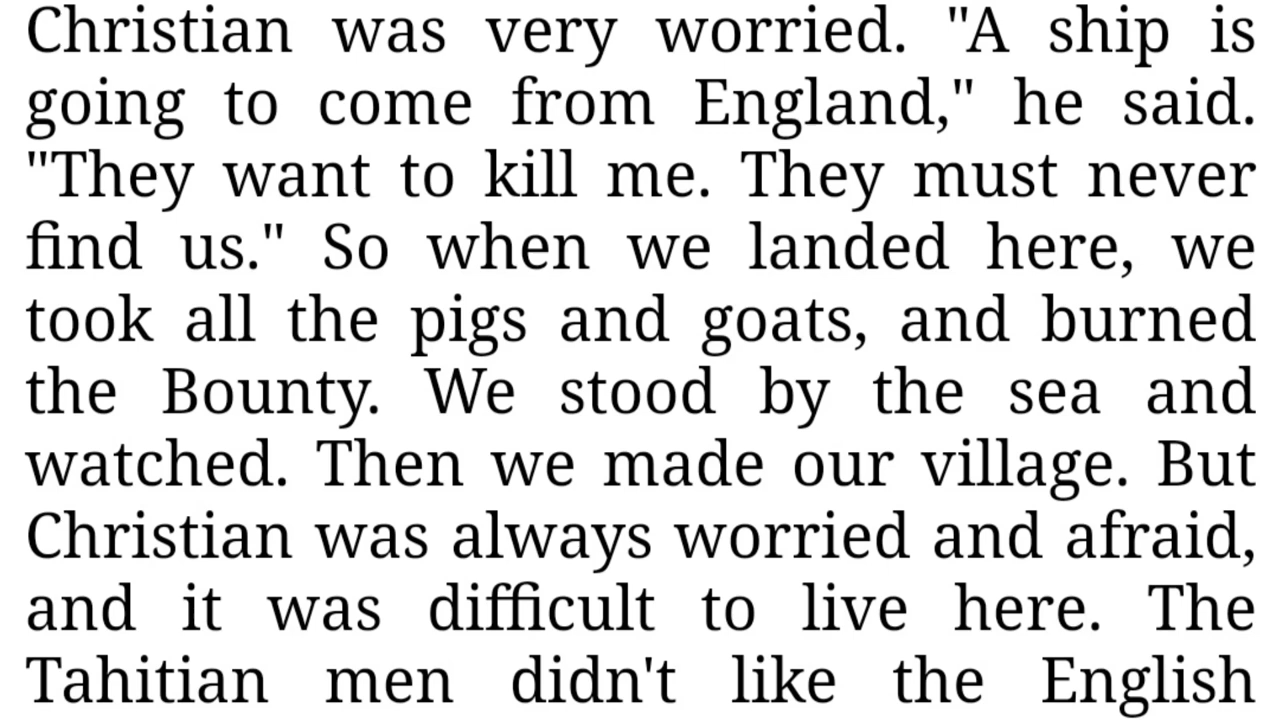 Christian was very worried. "A ship is
going to come from England," he said.
"They want to kill me. They must never
find us." So when we landed here, we
took all the pigs and goats, and burned
the Bounty. We stood by the sea and
watched. Then we made our village. But
Christian was always worried and afraid,
and it was difficult to live here. The
Tahitian men didn't like the English